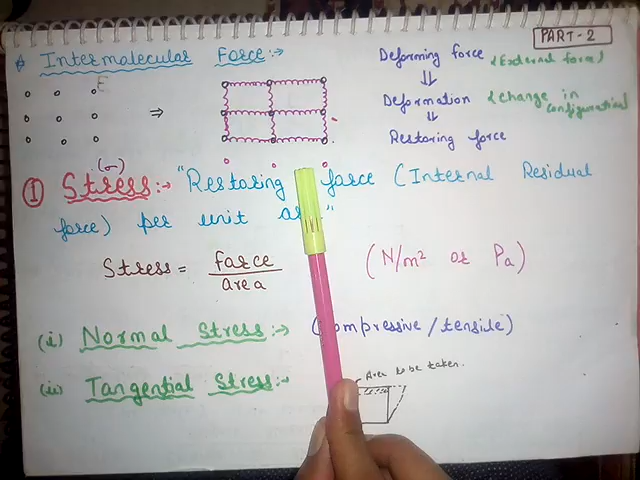 PART-2
Intermolecular Force:→
Deforming force (External force)
Deformation (Change in configuration)
Restoring force
(σ)
① Stress:- "Restoring force (Internal Residual
force) per unit
Stress = force/area (N/m² or Pa)
(i) Normal Stress:→ (Compressive/tensile)
(ii) Tangential Stress:→
Area to be taken.